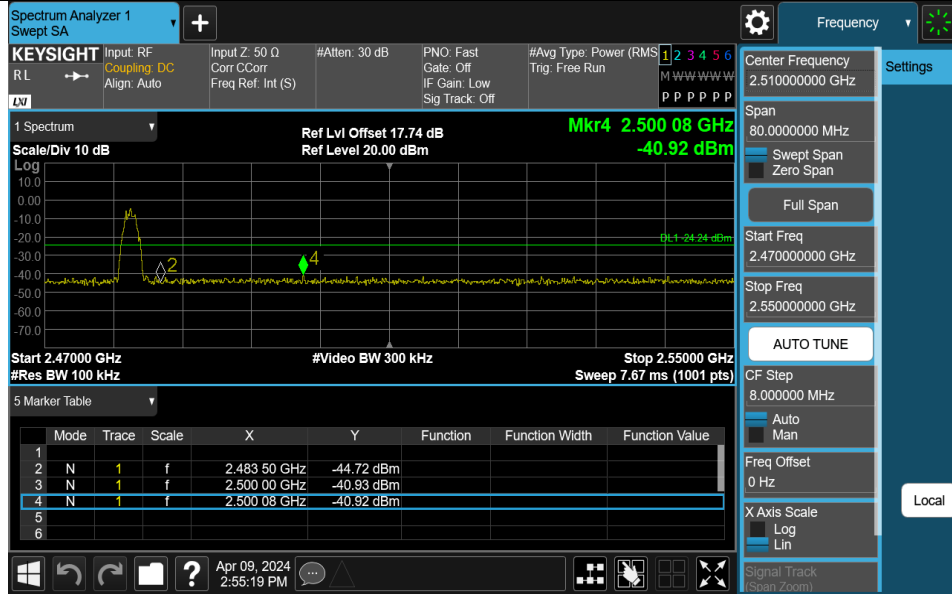 Spectrum Analyzer 1
Swept SA
Frequency
KEYSIGHT
RL
LXI
Input: RF
Coupling: DC
Align: Auto
Input Z: 50 Ω
Corr CCorr
Freq Ref: Int (S)
#Atten: 30 dB
PNO: Fast
Gate: Off
IF Gain: Low
Sig Track: Off
#Avg Type: Power (RMS
Trig: Free Run
1 2 3 4 5 6
M W W W W W
P P P P P P
1 Spectrum
Scale/Div 10 dB
Ref Lvl Offset 17.74 dB
Ref Level 20.00 dBm
Mkr4 2.500 08 GHz
-40.92 dBm
Log
10.0
0.00
-10.0
-20.0
-30.0
-40.0
-50.0
-60.0
-70.0
DL1 -24.24 dBm
2
4
Start 2.47000 GHz
#Video BW 300 kHz
Stop 2.55000 GHz
#Res BW 100 kHz
Sweep 7.67 ms (1001 pts)
5 Marker Table
Mode Trace Scale X Y Function Function Width Function Value
1
2 N 1 f 2.483 50 GHz -44.72 dBm
3 N 1 f 2.500 00 GHz -40.93 dBm
4 N 1 f 2.500 08 GHz -40.92 dBm
5
6
Apr 09, 2024
2:55:19 PM
Center Frequency
2.510000000 GHz
Span
80.0000000 MHz
Swept Span
Zero Span
Full Span
Start Freq
2.470000000 GHz
Stop Freq
2.550000000 GHz
AUTO TUNE
CF Step
8.000000 MHz
Auto
Man
Freq Offset
0 Hz
X Axis Scale
Log
Lin
Signal Track
(Span Zoom)
Settings
Local